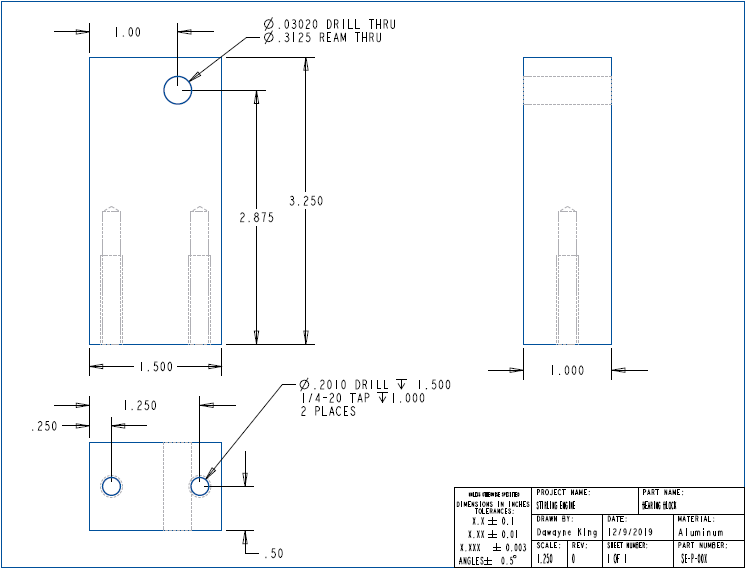 1.00
Ø.03020 DRILL THRU
Ø.3125 REAM THRU
3.250
2.875
1.500
1.000
Ø.2010 DRILL ↧ 1.500
1/4-20 TAP ↧1.000
2 PLACES
1.250
.250
.50
UNLESS OTHERWISE SPECIFIED
DIMENSIONS IN INCHES
TOLERANCES:
X.X ± 0.1
X.XX ± 0.01
X.XXX ± 0.003
ANGLES± 0.5°
PROJECT NAME:
STIRLING ENGINE
PART NAME:
BEARING BLOCK
DRAWN BY:
Dawayne King
DATE:
12/9/2019
MATERIAL:
Aluminum
SCALE:
1.250
REV:
0
SHEET NUMBER:
1 OF 1
PART NUMBER:
SE-P-00X